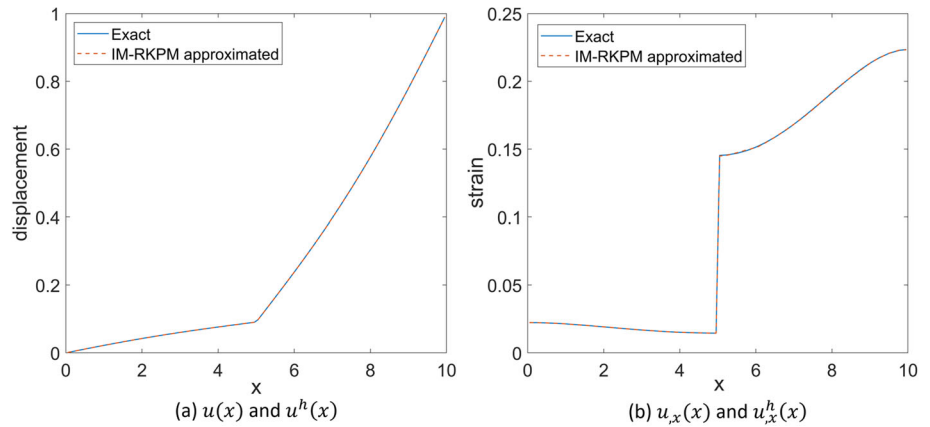 Exact
IM-RKPM approximated
displacement
1
0.8
0.6
0.4
0.2
0
0 2 4 6 8 10
x
(a) u(x) and uʰ(x)
Exact
IM-RKPM approximated
strain
0.25
0.2
0.15
0.1
0.05
0
0 2 4 6 8 10
x
(b) u,ₓ(x) and uʰ,ₓ(x)